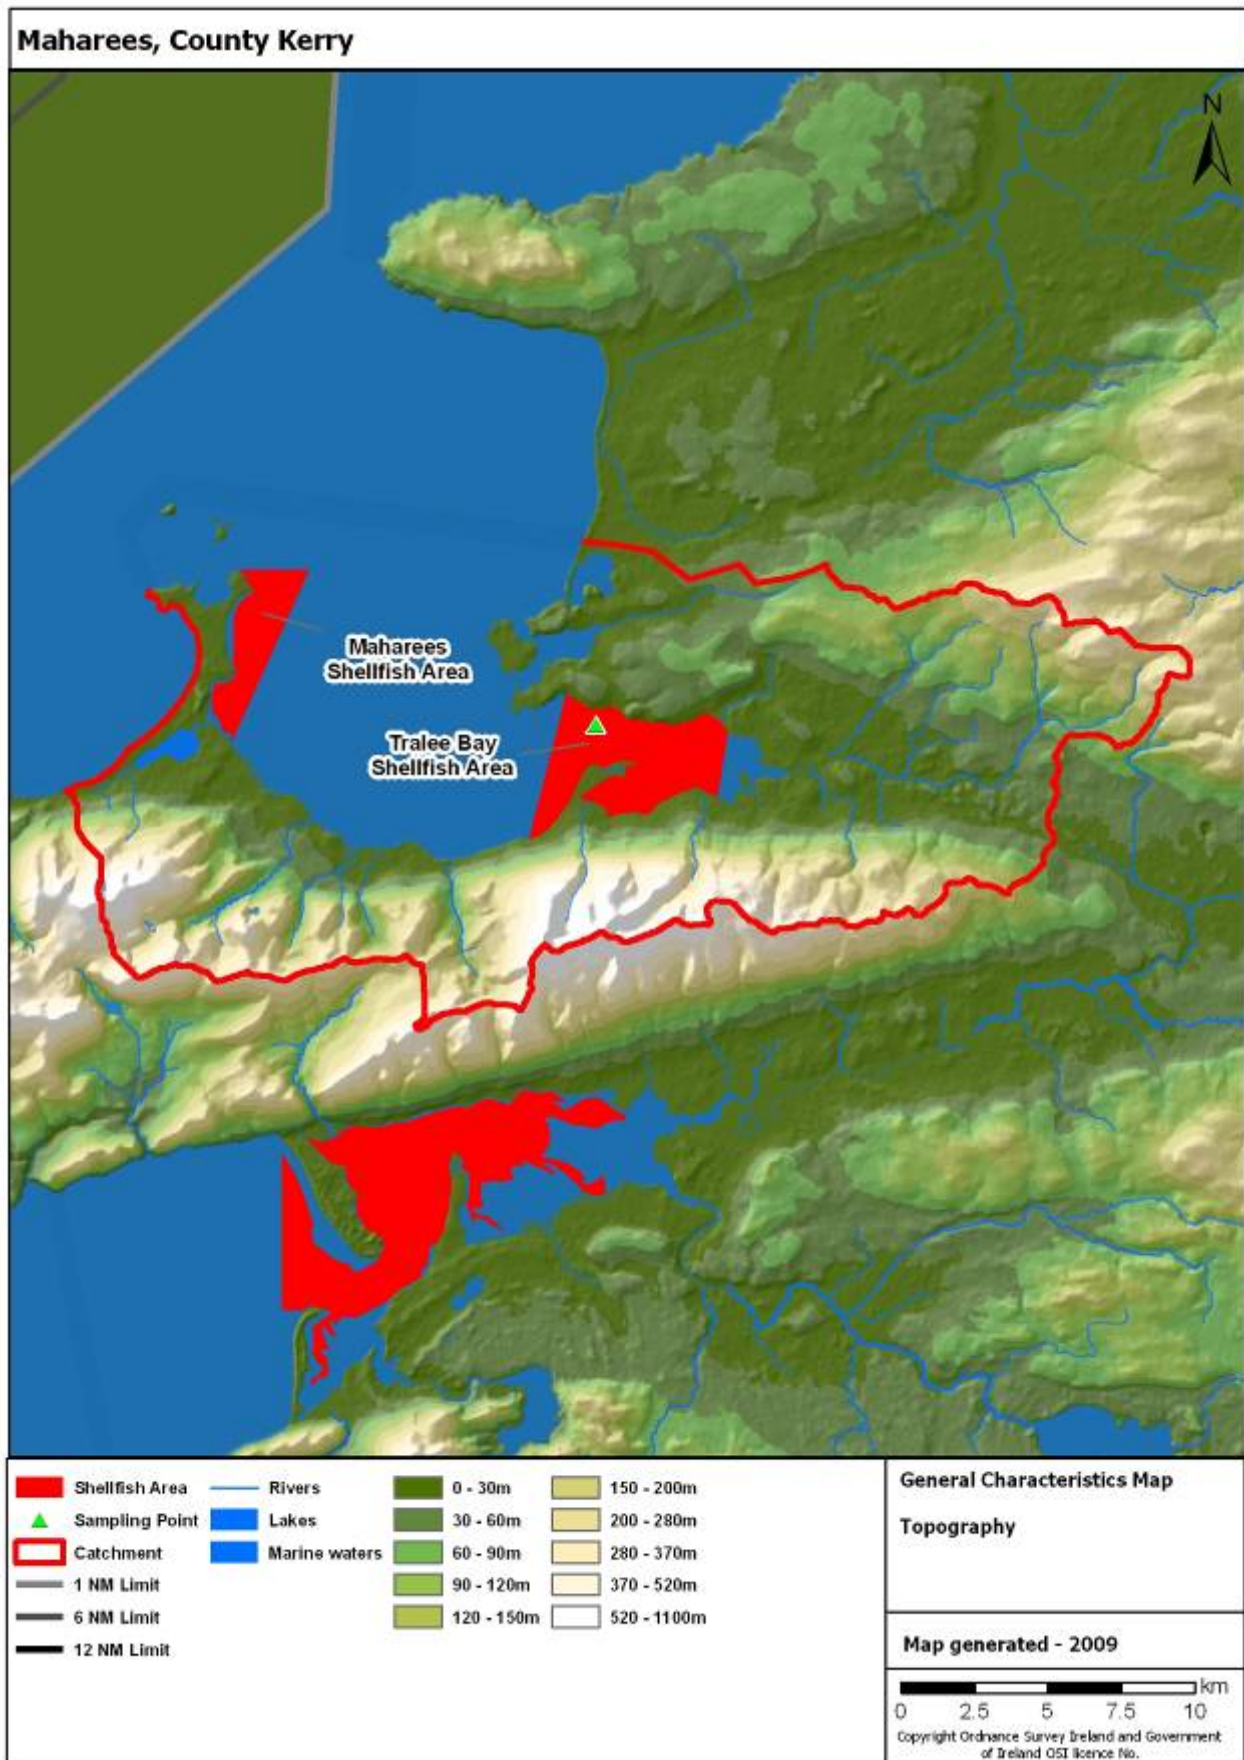 Maharees, County Kerry
N
Maharees
Shellfish Area
Tralee Bay
Shellfish Area
Shellfish Area
Sampling Point
Catchment
1 NM Limit
6 NM Limit
12 NM Limit
Rivers
Lakes
Marine waters
0 - 30m
30 - 60m
60 - 90m
90 - 120m
120 - 150m
150 - 200m
200 - 280m
280 - 370m
370 - 520m
520 - 1100m
General Characteristics Map
Topography
Map generated - 2009
km
0 2.5 5 7.5 10
Copyright Ordnance Survey Ireland and Government
of Ireland OSI licence No.